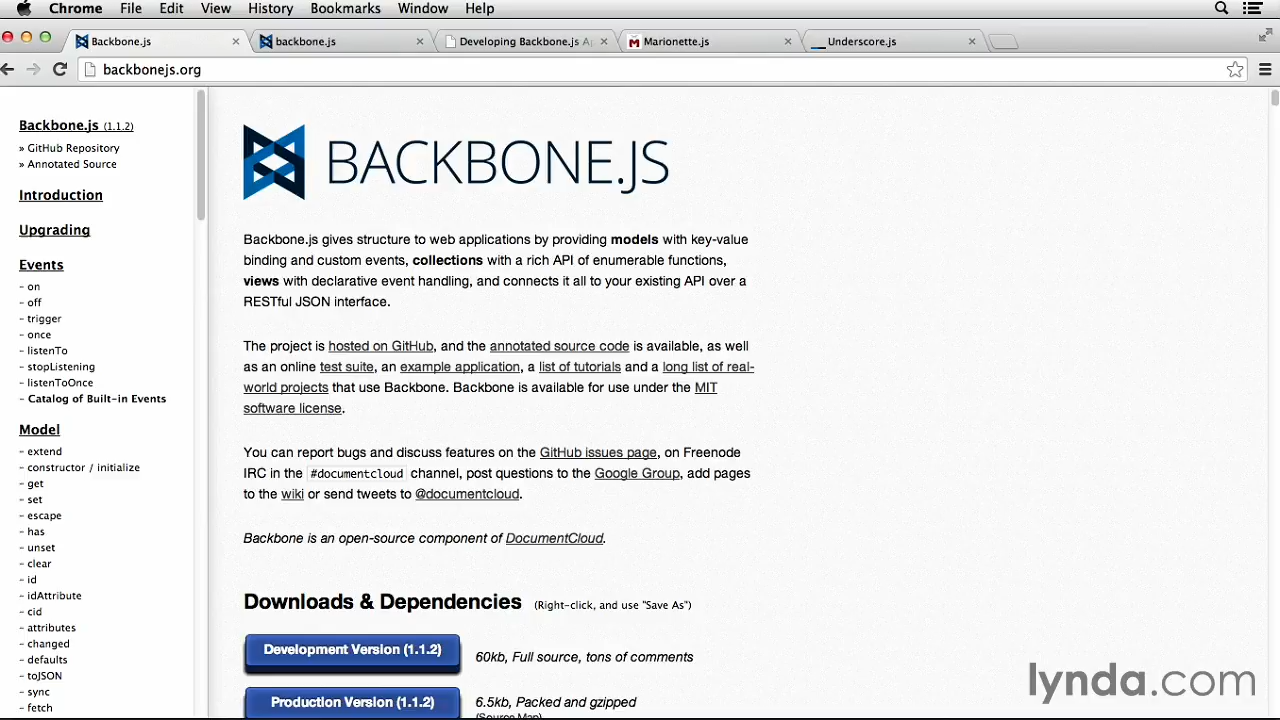 Chrome File Edit View History Bookmarks Window Help
Backbone.js backbone.js Developing Backbone.js Ap Marionette.js Underscore.js
backbonejs.org
Backbone.js (1.1.2)
» GitHub Repository
» Annotated Source
Introduction
Upgrading
Events
– on
– off
– trigger
– once
– listenTo
– stopListening
– listenToOnce
– Catalog of Built-in Events
Model
– extend
– constructor / initialize
– get
– set
– escape
– has
– unset
– clear
– id
– idAttribute
– cid
– attributes
– changed
– defaults
– toJSON
– sync
– fetch
BACKBONE.JS
Backbone.js gives structure to web applications by providing models with key-value
binding and custom events, collections with a rich API of enumerable functions,
views with declarative event handling, and connects it all to your existing API over a
RESTful JSON interface.
The project is hosted on GitHub, and the annotated source code is available, as well
as an online test suite, an example application, a list of tutorials and a long list of real-
world projects that use Backbone. Backbone is available for use under the MIT
software license.
You can report bugs and discuss features on the GitHub issues page, on Freenode
IRC in the #documentcloud channel, post questions to the Google Group, add pages
to the wiki or send tweets to @documentcloud.
Backbone is an open-source component of DocumentCloud.
Downloads & Dependencies (Right-click, and use "Save As")
Development Version (1.1.2) 60kb, Full source, tons of comments
Production Version (1.1.2) 6.5kb, Packed and gzipped
(Source Map)
lynda.com